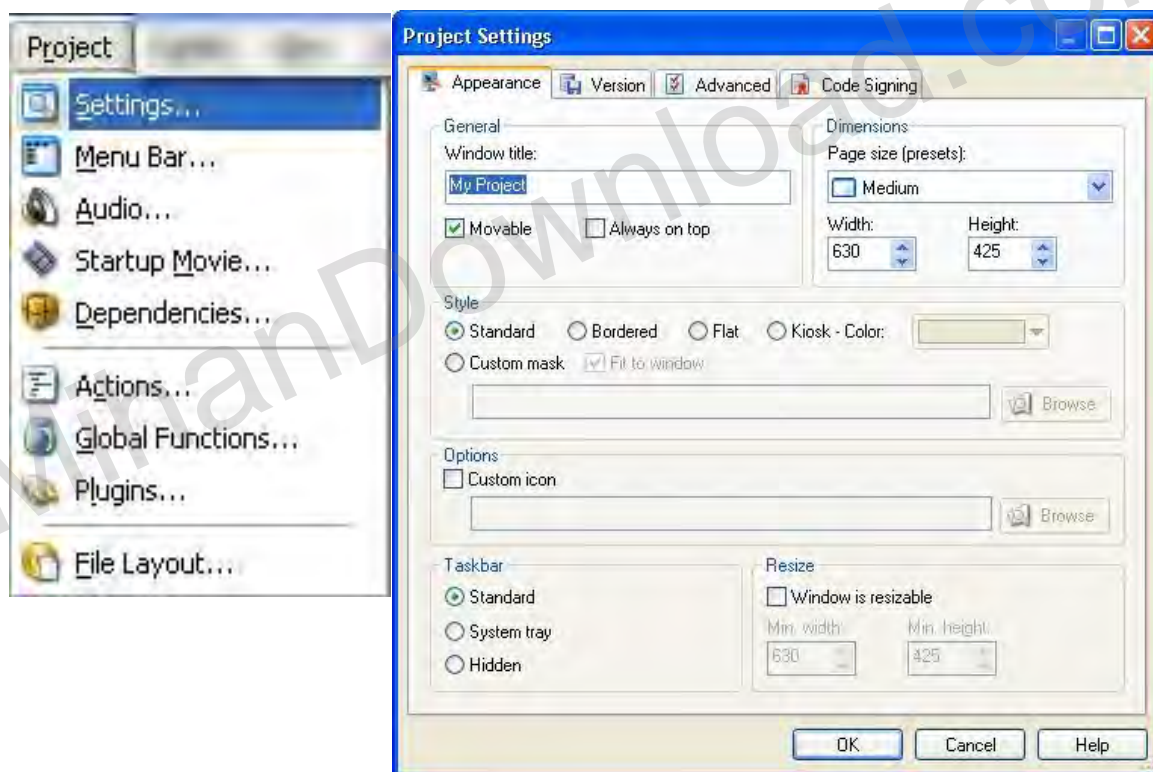 Project
Settings...
Menu Bar...
Audio...
Startup Movie...
Dependencies...
Actions...
Global Functions...
Plugins...
File Layout...
Project Settings
Appearance Version Advanced Code Signing
General
Window title:
My Project
Movable Always on top
Dimensions
Page size (presets):
Medium
Width: Height:
630 425
Style
Standard Bordered Flat Kiosk - Color:
Custom mask Fit to window
Browse
Options
Custom icon
Browse
Taskbar
Standard
System tray
Hidden
Resize
Window is resizable
Min. width: Min. height:
630 425
OK Cancel Help
MihanDownload.com